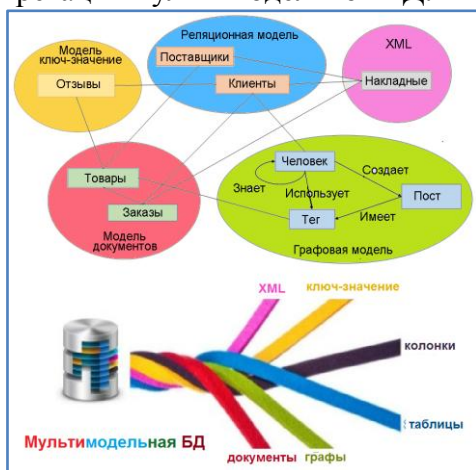 Модель
ключ-значение
Отзывы
Реляционная модель
Поставщики
Клиенты
XML
Накладные
Товары
Заказы
Модель
документов
Человек
Создает
Знает
Использует
Пост
Тег
Имеет
Графовая модель
XML
ключ-значение
колонки
таблицы
документы
графы
Мультимодельная БД